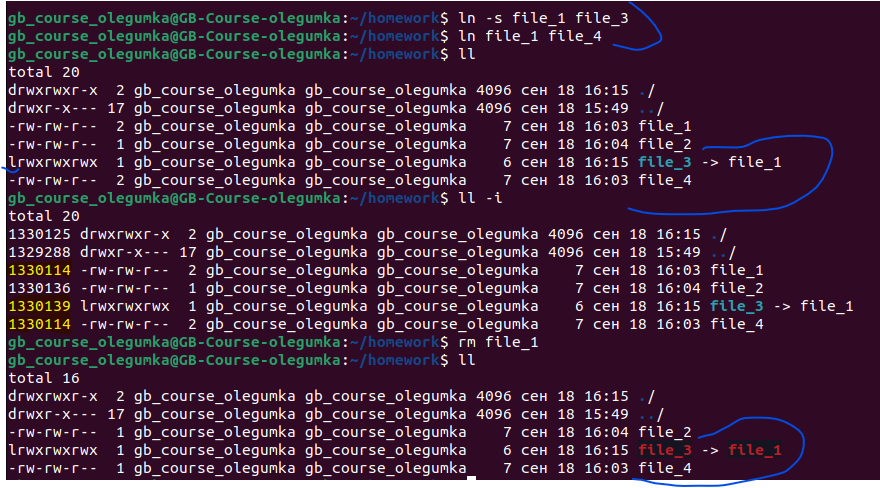 gb_course_olegumka@GB-Course-olegumka:~/homework$ ln -s file_1 file_3
gb_course_olegumka@GB-Course-olegumka:~/homework$ ln file_1 file_4
gb_course_olegumka@GB-Course-olegumka:~/homework$ ll
total 20
drwxrwxr-x  2 gb_course_olegumka gb_course_olegumka 4096 сен 18 16:15 ./
drwxr-x--- 17 gb_course_olegumka gb_course_olegumka 4096 сен 18 15:49 ../
-rw-rw-r--  2 gb_course_olegumka gb_course_olegumka    7 сен 18 16:03 file_1
-rw-rw-r--  1 gb_course_olegumka gb_course_olegumka    7 сен 18 16:04 file_2
lrwxrwxrwx  1 gb_course_olegumka gb_course_olegumka    6 сен 18 16:15 file_3 -> file_1
-rw-rw-r--  2 gb_course_olegumka gb_course_olegumka    7 сен 18 16:03 file_4
gb_course_olegumka@GB-Course-olegumka:~/homework$ ll -i
total 20
1330125 drwxrwxr-x  2 gb_course_olegumka gb_course_olegumka 4096 сен 18 16:15 ./
1329288 drwxr-x--- 17 gb_course_olegumka gb_course_olegumka 4096 сен 18 15:49 ../
1330114 -rw-rw-r--  2 gb_course_olegumka gb_course_olegumka    7 сен 18 16:03 file_1
1330136 -rw-rw-r--  1 gb_course_olegumka gb_course_olegumka    7 сен 18 16:04 file_2
1330139 lrwxrwxrwx  1 gb_course_olegumka gb_course_olegumka    6 сен 18 16:15 file_3 -> file_1
1330114 -rw-rw-r--  2 gb_course_olegumka gb_course_olegumka    7 сен 18 16:03 file_4
gb_course_olegumka@GB-Course-olegumka:~/homework$ rm file_1
gb_course_olegumka@GB-Course-olegumka:~/homework$ ll
total 16
drwxrwxr-x  2 gb_course_olegumka gb_course_olegumka 4096 сен 18 16:15 ./
drwxr-x--- 17 gb_course_olegumka gb_course_olegumka 4096 сен 18 15:49 ../
-rw-rw-r--  1 gb_course_olegumka gb_course_olegumka    7 сен 18 16:04 file_2
lrwxrwxrwx  1 gb_course_olegumka gb_course_olegumka    6 сен 18 16:15 file_3 -> file_1
-rw-rw-r--  1 gb_course_olegumka gb_course_olegumka    7 сен 18 16:03 file_4